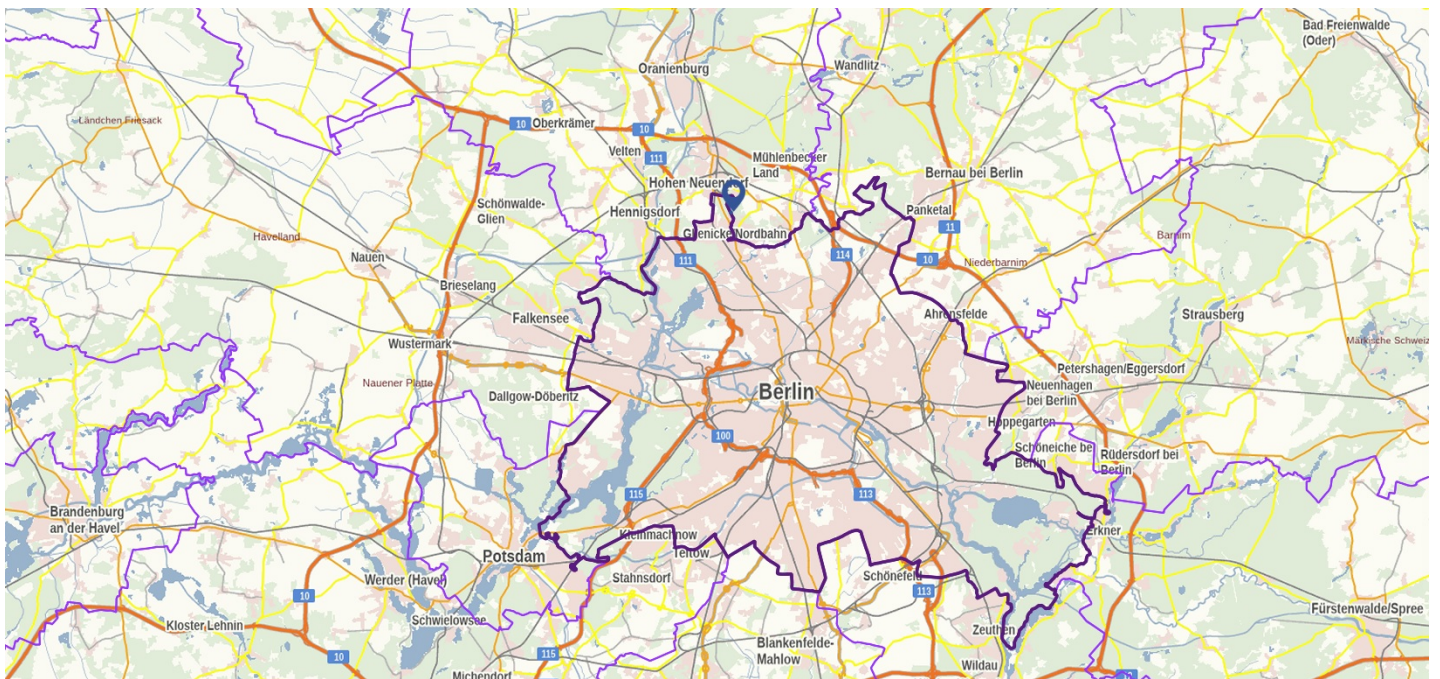 Bad Freienwalde
(Oder)
Oranienburg
Wandlitz
Ländchen Friesack
10
Oberkrämer
10
Velten
111
Mühlenbecker
Land
Bernau bei Berlin
Hohen Neuendorf
Schönwalde-
Glien
Hennigsdorf
Panketal
11
Havelland
Glienicke/Nordbahn
Barnim
Nauen
111
114
10
Niederbarnim
Brieselang
Falkensee
Ahrensfelde
Strausberg
Wustermark
Märkische Schweiz
Petershagen/Eggersdorf
Nauener Platte
Berlin
Neuenhagen
bei Berlin
Dallgow-Döberitz
Hoppegarten
100
Schöneiche be
Berlin
Rüdersdorf bei
Berlin
115
113
Brandenburg
an der Havel
Kleinmachnow
Erkner
Potsdam
Teltow
Werder (Havel)
Stahnsdorf
Schönefeld
10
113
Kloster Lehnin
Schwielowsee
Fürstenwalde/Spree
Zeuthen
10
115
Blankenfelde-
Mahlow
Wildau
Michendorf